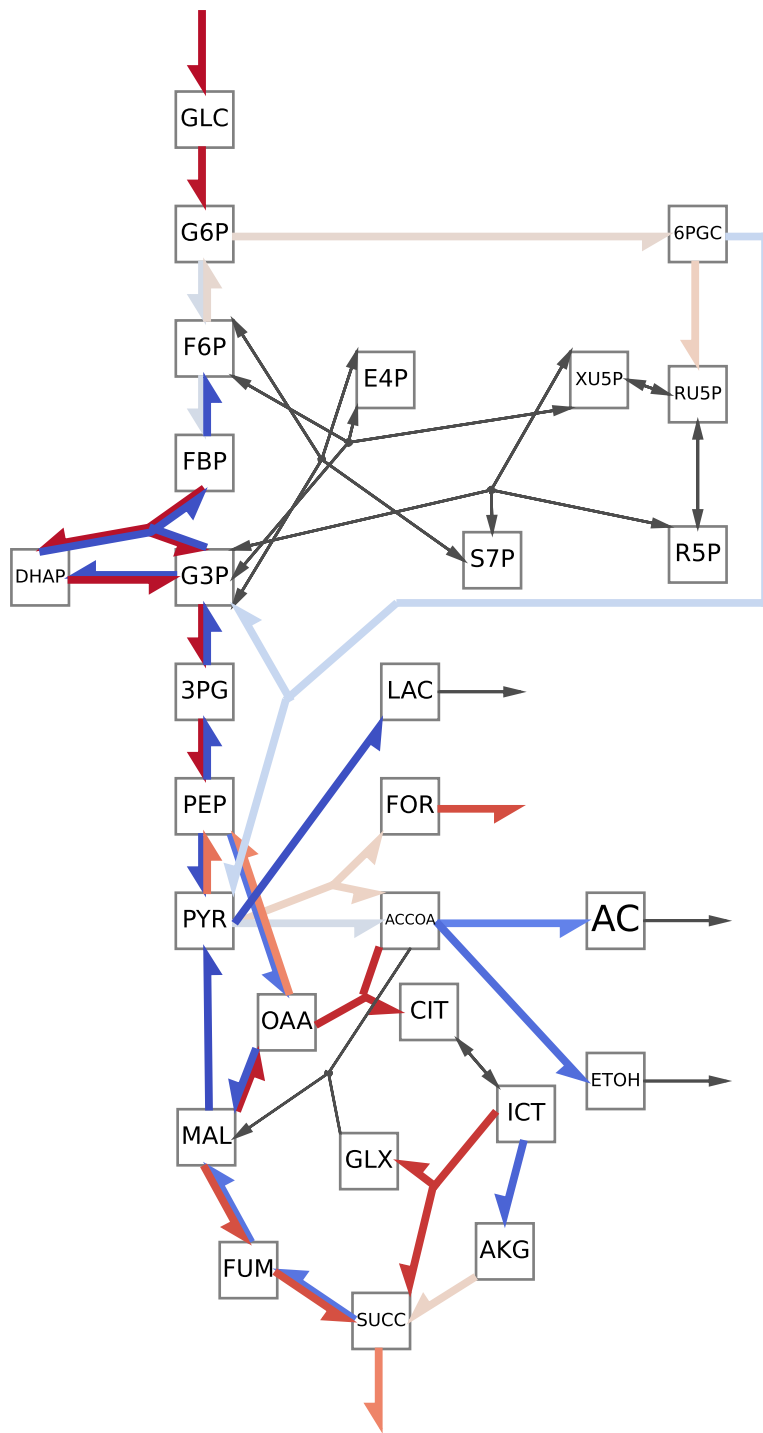 GLC
G6P
6PGC
F6P
E4P
XU5P
RU5P
FBP
DHAP
G3P
S7P
R5P
3PG
LAC
PEP
FOR
PYR
ACCOA
AC
OAA
CIT
ETOH
MAL
ICT
GLX
FUM
AKG
SUCC